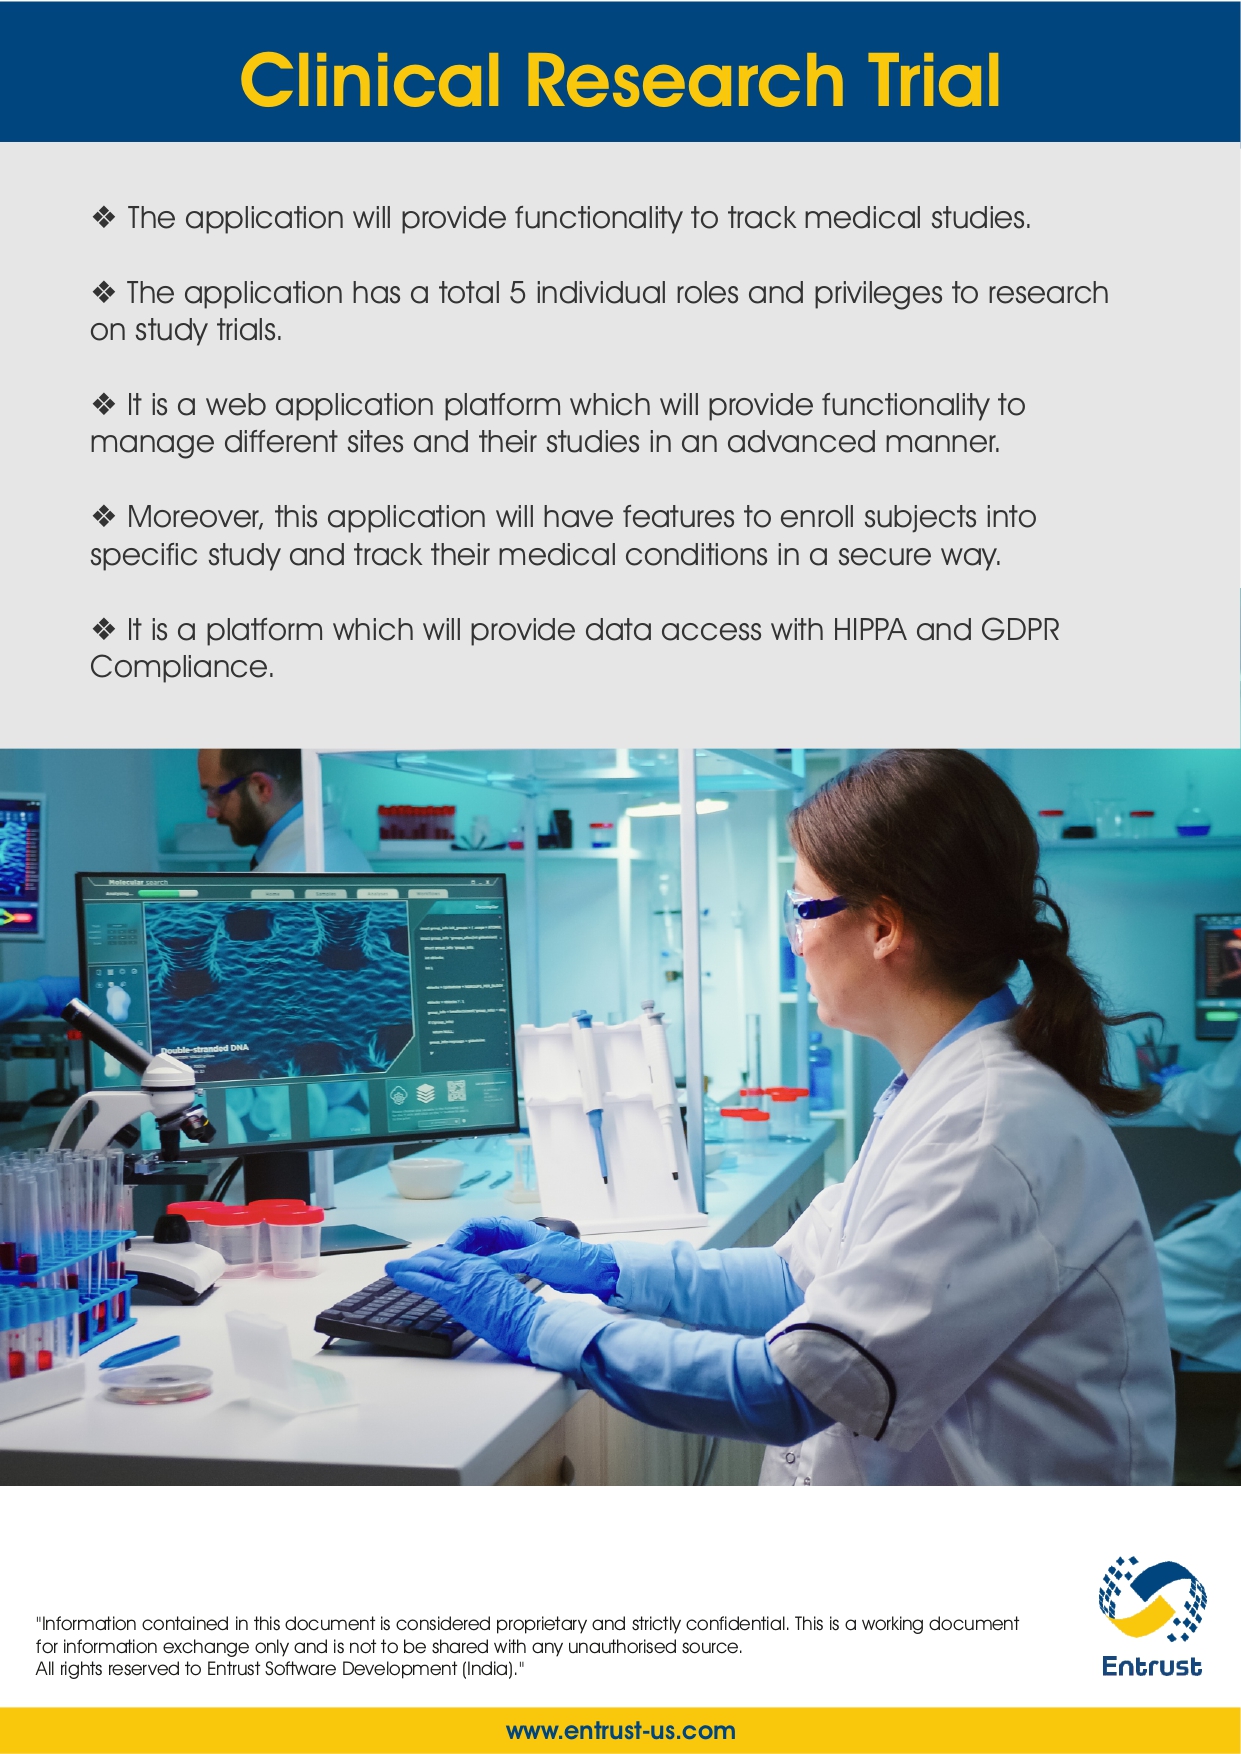 Clinical Research Trial
❖ The application will provide functionality to track medical studies.
❖ The application has a total 5 individual roles and privileges to research
on study trials.
❖ It is a web application platform which will provide functionality to
manage different sites and their studies in an advanced manner.
❖ Moreover, this application will have features to enroll subjects into
specific study and track their medical conditions in a secure way.
❖ It is a platform which will provide data access with HIPPA and GDPR
Compliance.
Molecular search
Double-stranded DNA
"Information contained in this document is considered proprietary and strictly confidential. This is a working document
for information exchange only and is not to be shared with any unauthorised source.
All rights reserved to Entrust Software Development (India)."
Entrust
www.entrust-us.com